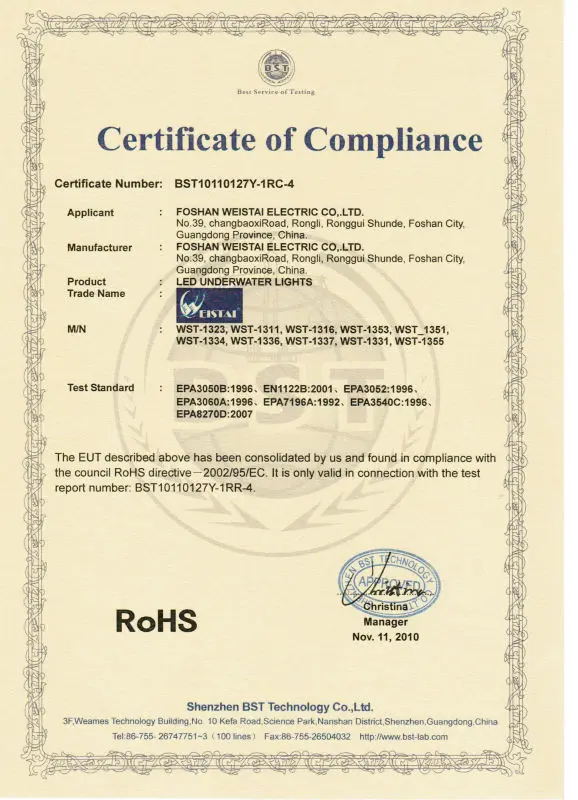 BST
Best Service of Testing
Certificate of Compliance
Certificate Number: BST10110127Y-1RC-4
Applicant : FOSHAN WEISTAI ELECTRIC CO,.LTD.
No.39, changbaoxiRoad, Rongli, Ronggui Shunde, Foshan City,
Guangdong Province, China.
Manufacturer : FOSHAN WEISTAI ELECTRIC CO,.LTD.
No.39, changbaoxiRoad, Rongli, Ronggui Shunde, Foshan City,
Guangdong Province, China.
Product : LED UNDERWATER LIGHTS
Trade Name : WEISTAI
M/N : WST-1323, WST-1311, WST-1316, WST-1353, WST_1351,
WST-1334, WST-1336, WST-1337, WST-1331, WST-1355
Test Standard : EPA3050B:1996、EN1122B:2001、EPA3052:1996、
EPA3060A:1996、EPA7196A:1992、EPA3540C:1996、
EPA8270D:2007
The EUT described above has been consolidated by us and found in compliance with
the council RoHS directive－2002/95/EC. It is only valid in connection with the test
report number: BST10110127Y-1RR-4.
BST TECHNOLOGY
APPROVED
Christina
Manager
Nov. 11, 2010
RoHS
Shenzhen BST Technology Co.,Ltd.
3F,Weames Technology Building,No. 10 Kefa Road,Science Park,Nanshan District,Shenzhen,Guangdong,China
Tel:86-755- 26747751~3（100 lines） Fax:86-755-26504032 http://www.bst-lab.com